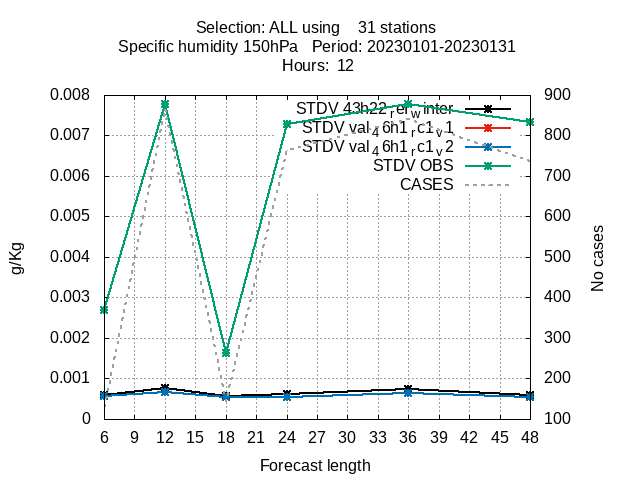 Selection: ALL using    31 stations
Specific humidity 150hPa   Period: 20230101-20230131
Hours:  12
0.008
0.007
0.006
0.005
0.004
0.003
0.002
0.001
0
g/Kg
STDV 43h22_rel_winter
STDV val_46h1_rc1_1
STDV val_46h1_rc1_v2
STDV OBS
CASES
900
800
700
600
500
400
300
200
100
No cases
6 9 12 15 18 21 24 27 30 33 36 39 42 45 48
Forecast length